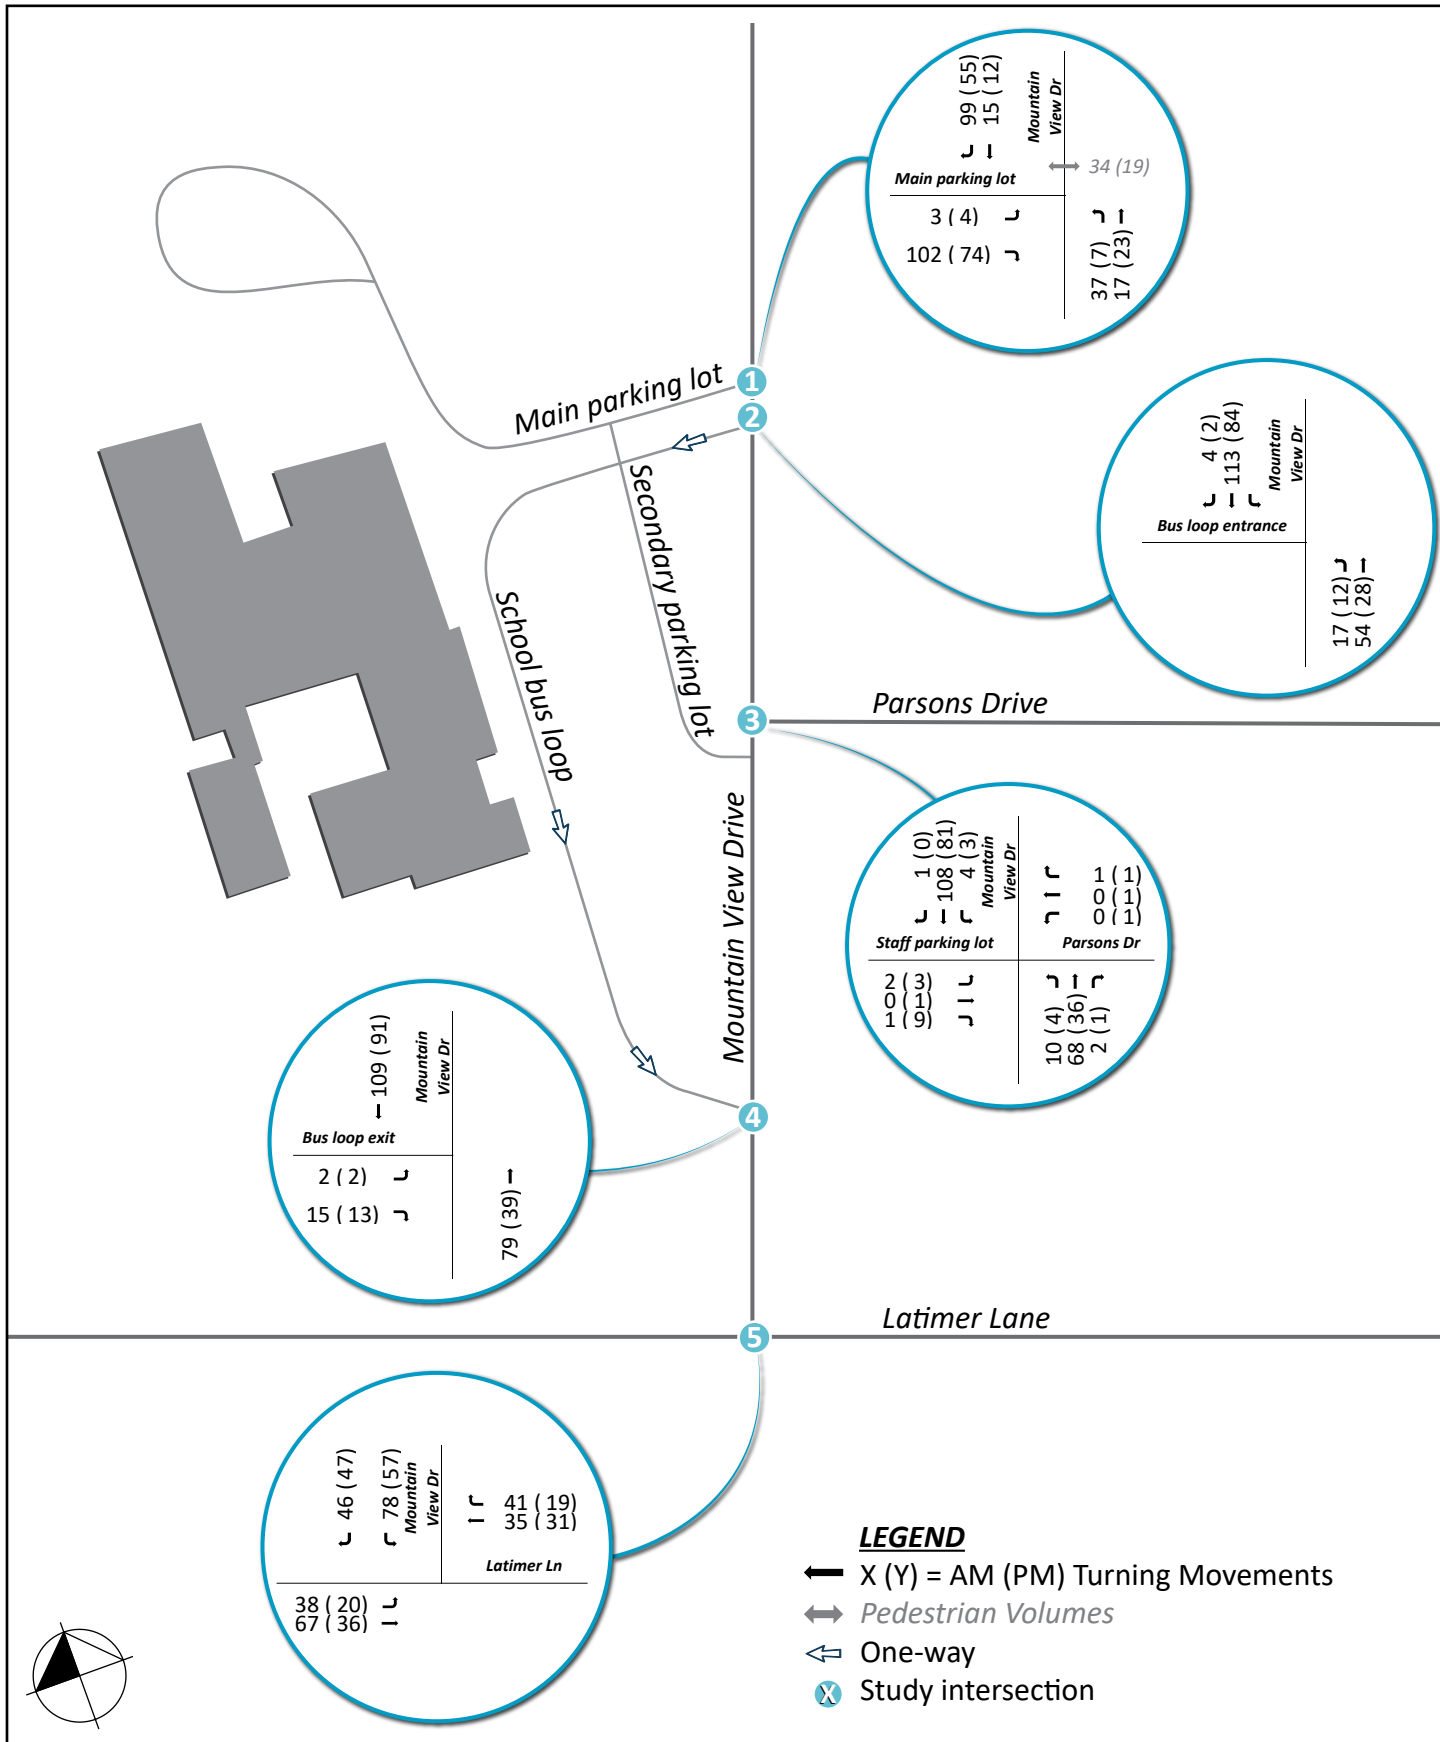 99 (55)
15 (12)
Mountain
View Dr
34 (19)
Main parking lot
3 ( 4)
102 ( 74)
37 (7)
17 (23)
1
Main parking lot
2
4 (2)
113 (84)
Mountain
View Dr
Bus loop entrance
17 ( 12)
54 ( 28)
Secondary parking lot
School bus loop
Parsons Drive
3
Mountain View Drive
1 (0)
108 (81)
4 (3)
Mountain
View Dr
1 ( 1)
0 ( 1)
0 ( 1)
Staff parking lot
Parsons Dr
2 ( 3)
0 ( 1)
1 ( 9)
10 (4)
68 (36)
2 (1)
109 ( 91)
Mountain
View Dr
Bus loop exit
2 ( 2)
15 ( 13)
79 ( 39)
4
Latimer Lane
5
46 ( 47)
78 ( 57)
Mountain
View Dr
41 ( 19)
35 ( 31)
Latimer Ln
38 ( 20)
67 ( 36)
LEGEND
X (Y) = AM (PM) Turning Movements
Pedestrian Volumes
One-way
X Study intersection